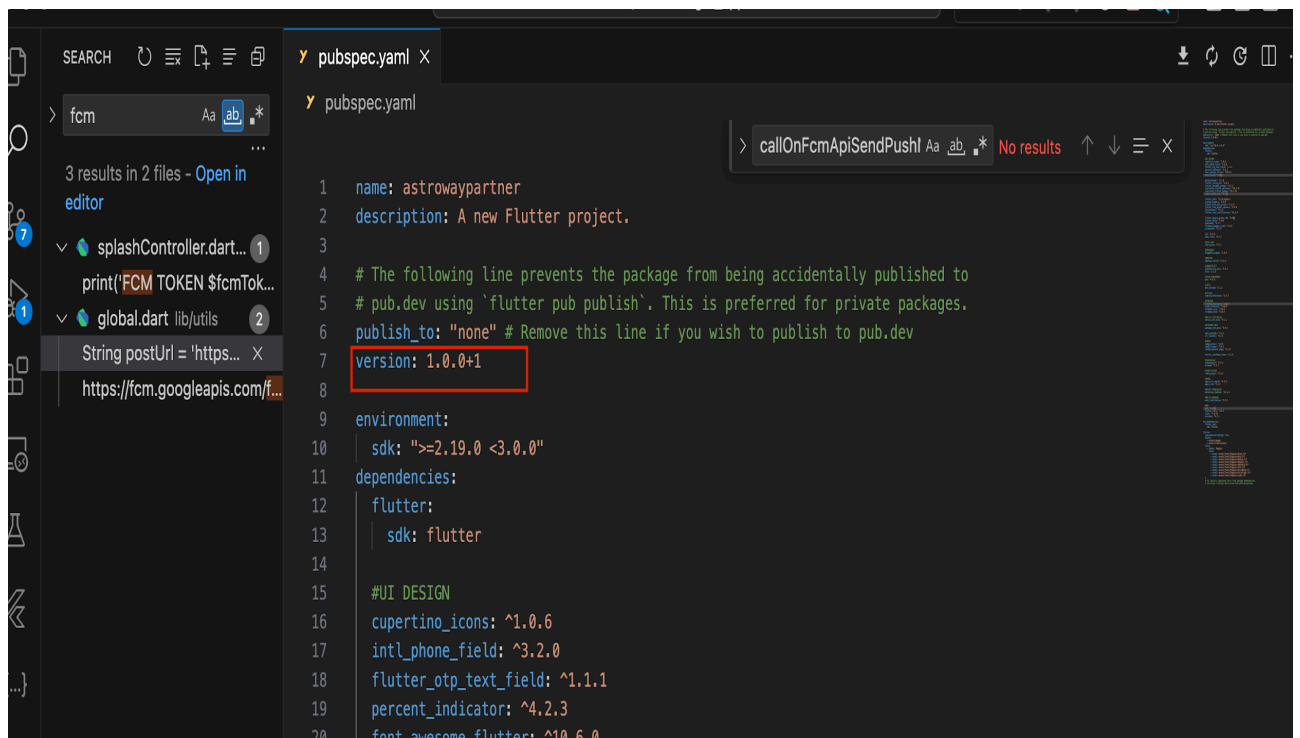 SEARCH
fcm
Aa ab *
...
3 results in 2 files - Open in
editor
splashController.dart... 1
print('FCM TOKEN $fcmTok...
global.dart lib/utils 2
String postUrl = 'https...
https://fcm.googleapis.com/f...
7
1
pubspec.yaml
pubspec.yaml
callOnFcmApiSendPushN Aa ab * No results
1 name: astrowaypartner
2 description: A new Flutter project.
3
4 # The following line prevents the package from being accidentally published to
5 # pub.dev using `flutter pub publish`. This is preferred for private packages.
6 publish_to: "none" # Remove this line if you wish to publish to pub.dev
7 version: 1.0.0+1
8
9 environment:
10 sdk: ">=2.19.0 <3.0.0"
11 dependencies:
12 flutter:
13 sdk: flutter
14
15 #UI DESIGN
16 cupertino_icons: ^1.0.6
17 intl_phone_field: ^3.2.0
18 flutter_otp_text_field: ^1.1.1
19 percent_indicator: ^4.2.3
20 font_awesome_flutter: ^10.6.0